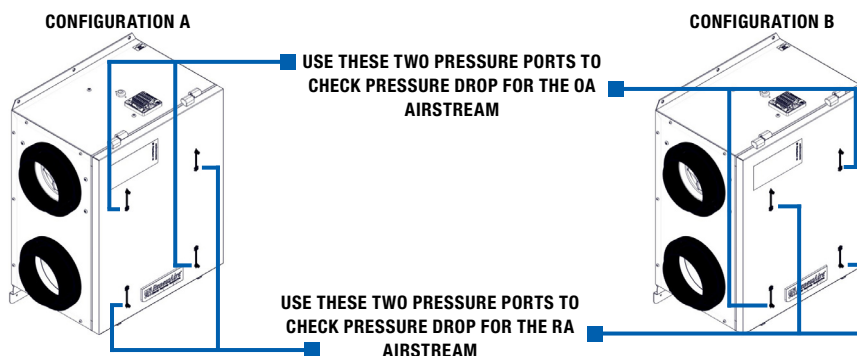 CONFIGURATION A
CONFIGURATION B
USE THESE TWO PRESSURE PORTS TO
CHECK PRESSURE DROP FOR THE OA
AIRSTREAM
USE THESE TWO PRESSURE PORTS TO
CHECK PRESSURE DROP FOR THE RA
AIRSTREAM